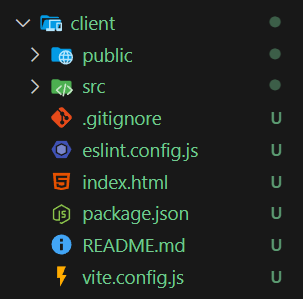 client
public
src
.gitignore
eslint.config.js U
index.html U
package.json U
README.md U
vite.config.js U